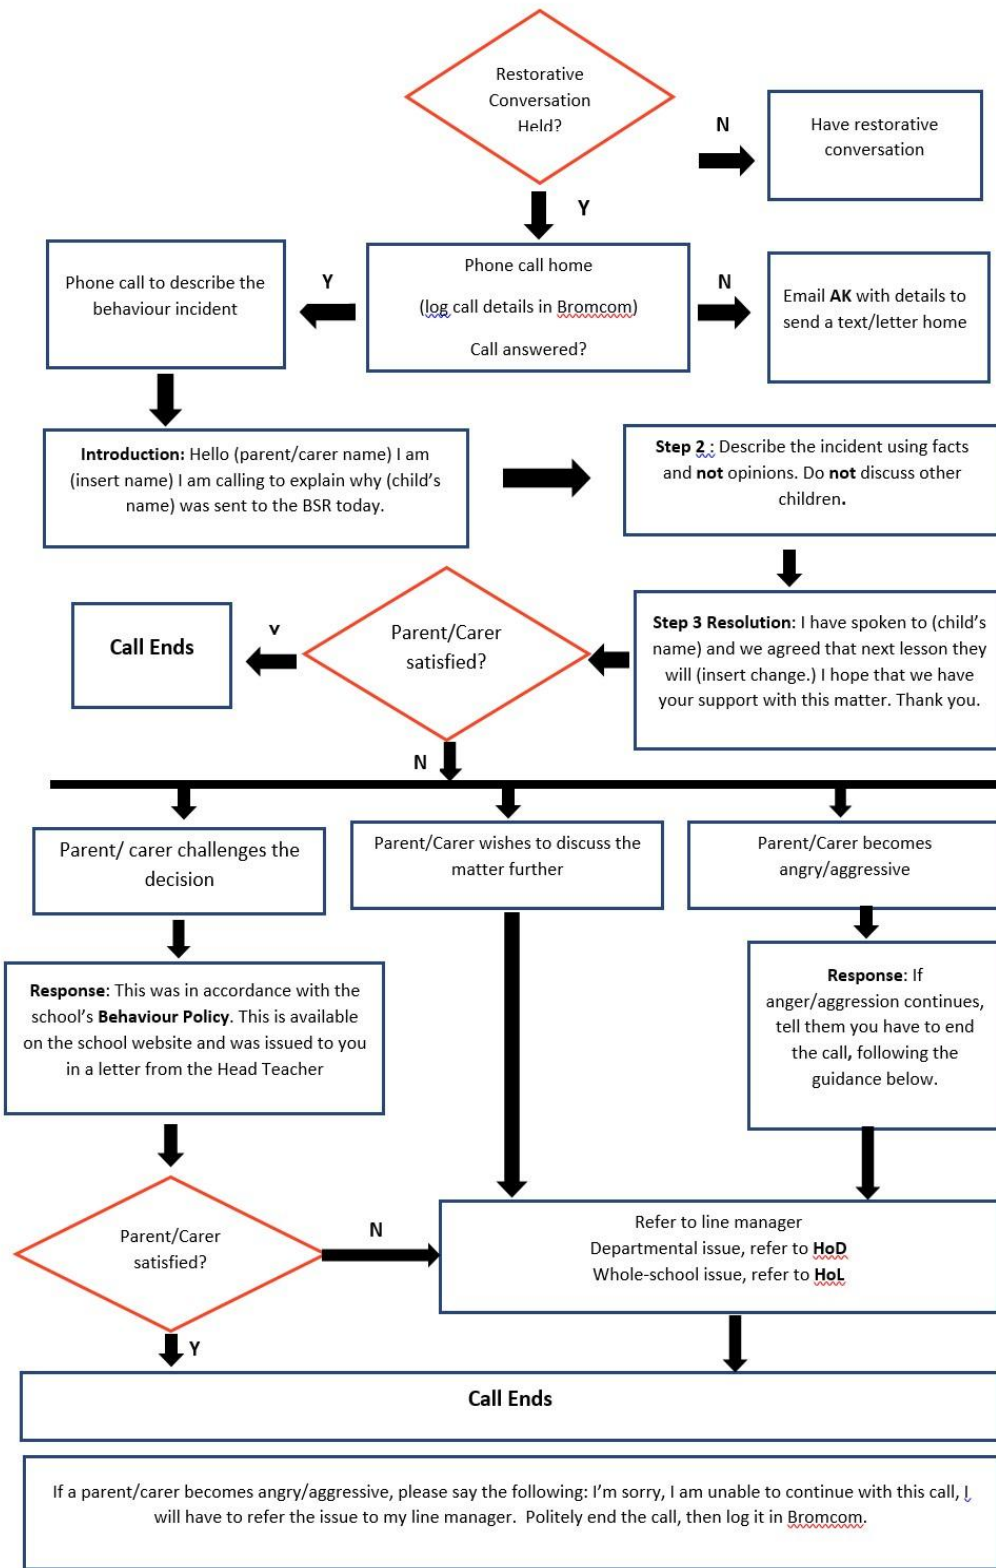 Restorative
Conversation
Held?
N
Have restorative
conversation
Y
Phone call to describe the
behaviour incident
Y
Phone call home
(log call details in Bromcom)
Call answered?
N
Email AK with details to
send a text/letter home
Introduction: Hello (parent/carer name) I am
(insert name) I am calling to explain why (child's
name) was sent to the BSR today.
Step 2 : Describe the incident using facts
and not opinions. Do not discuss other
children.
Step 3 Resolution: I have spoken to (child's
name) and we agreed that next lesson they
will (insert change.) I hope that we have
your support with this matter. Thank you.
Parent/Carer
satisfied?
Y
Call Ends
N
Parent/ carer challenges the
decision
Parent/Carer wishes to discuss the
matter further
Parent/Carer becomes
angry/aggressive
Response: This was in accordance with the
school's Behaviour Policy. This is available
on the school website and was issued to you
in a letter from the Head Teacher
Response: If
anger/aggression continues,
tell them you have to end
the call, following the
guidance below.
Parent/Carer
satisfied?
N
Refer to line manager
Departmental issue, refer to HoD
Whole-school issue, refer to HoL
Y
Call Ends
If a parent/carer becomes angry/aggressive, please say the following: I'm sorry, I am unable to continue with this call, I
will have to refer the issue to my line manager.  Politely end the call, then log it in Bromcom.